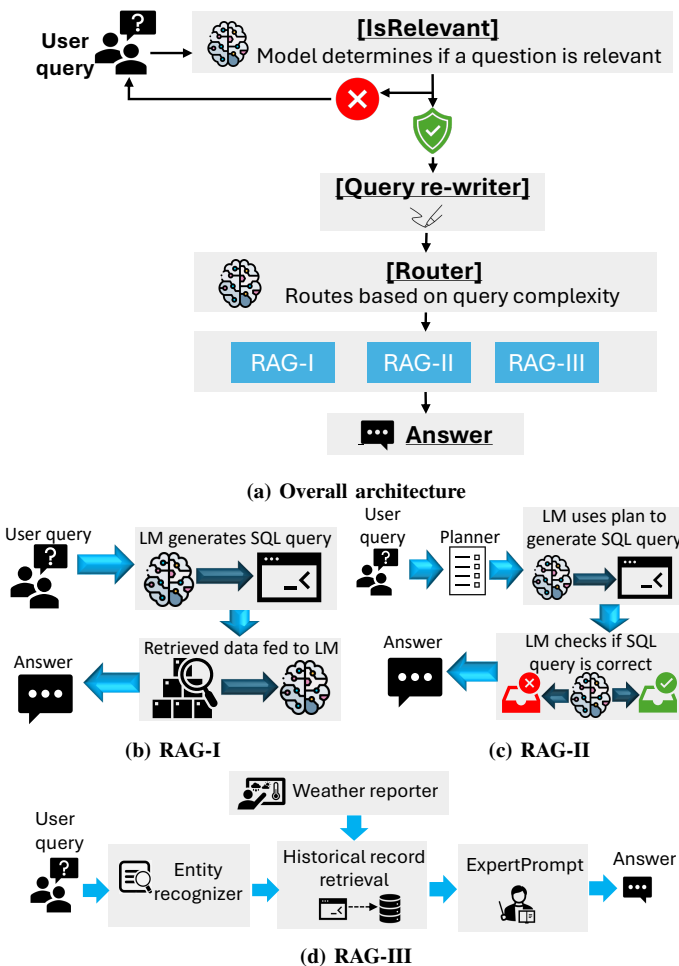 User
query
[IsRelevant]
Model determines if a question is relevant
[Query re-writer]
[Router]
Routes based on query complexity
RAG-I RAG-II RAG-III
Answer
(a) Overall architecture
User query
LM generates SQL query
Answer
Retrieved data fed to LM
(b) RAG-I
User
query
Planner
LM uses plan to
generate SQL query
Answer
LM checks if SQL
query is correct
(c) RAG-II
Weather reporter
User
query
Entity
recognizer
Historical record
retrieval
ExpertPrompt
Answer
(d) RAG-III